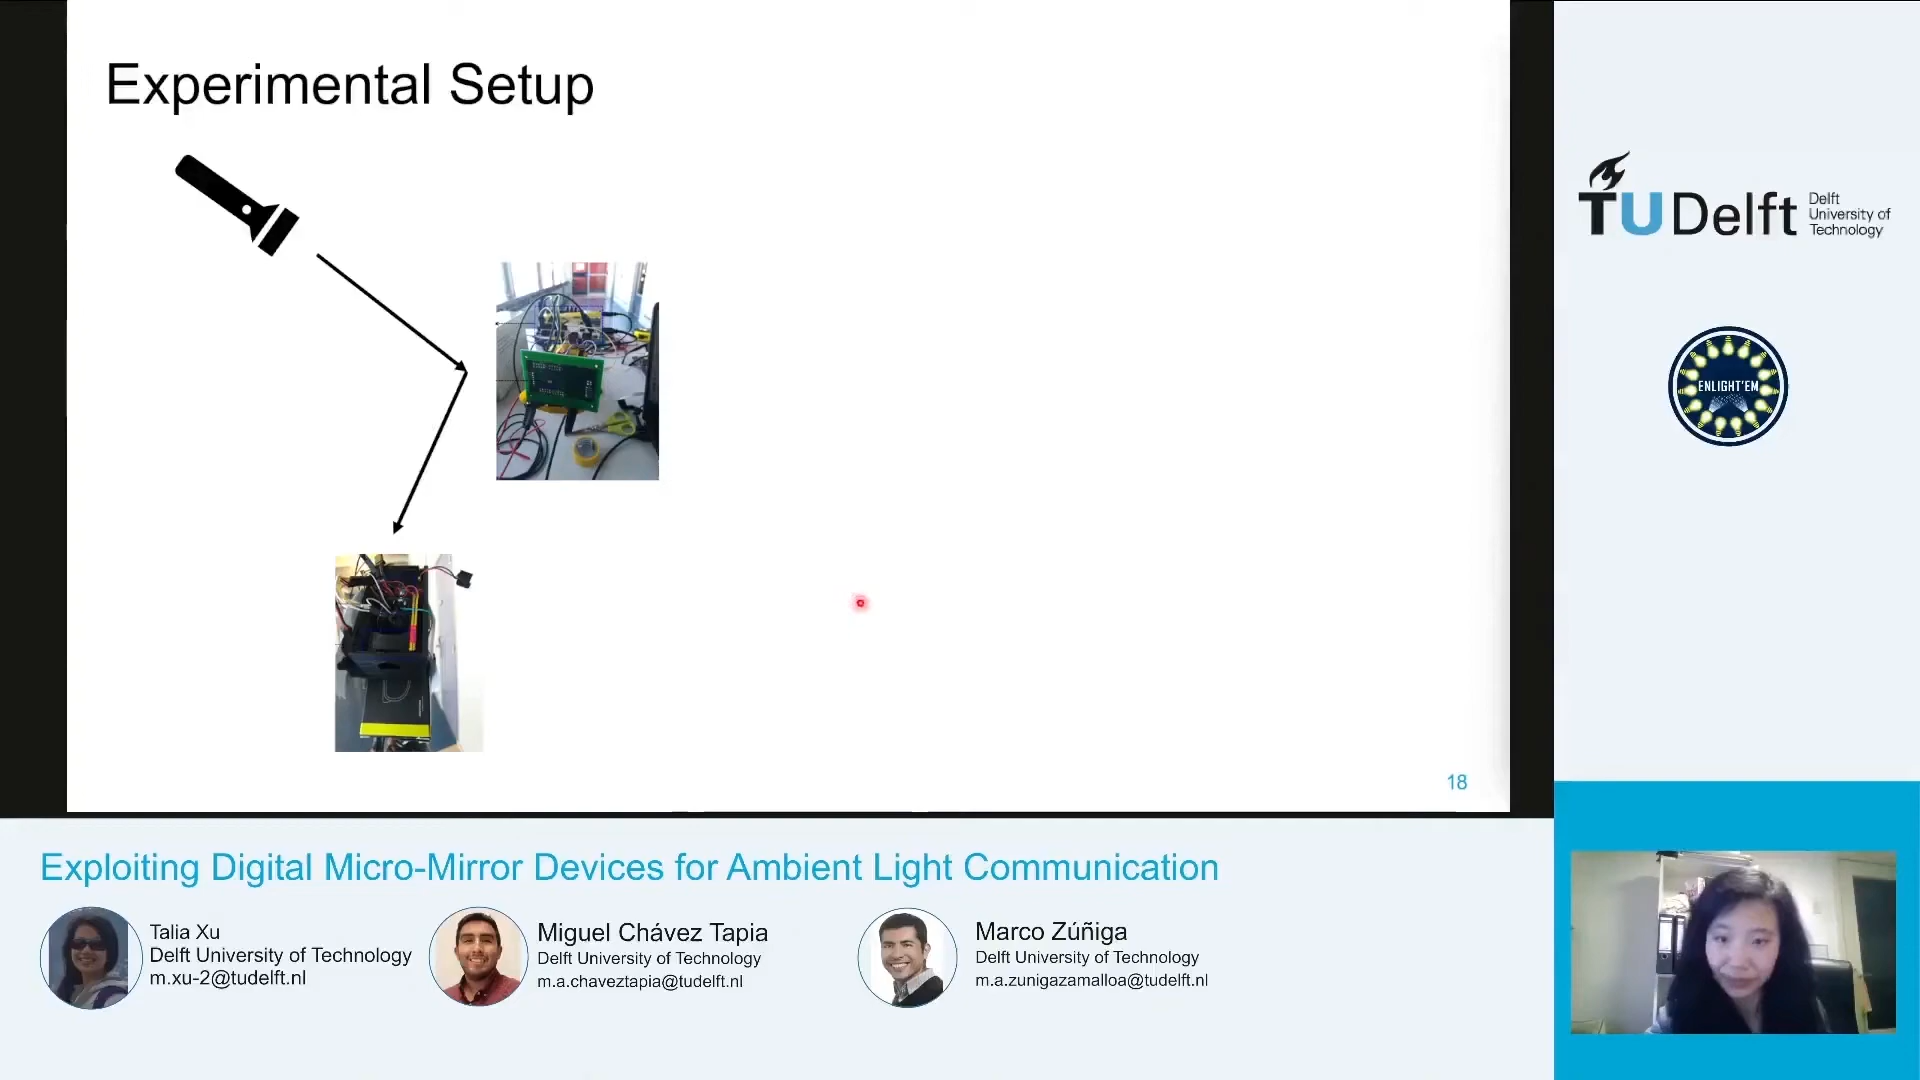 Experimental Setup
18
TUDelft
Delft
University of
Technology
ENLIGHT'EM
Exploiting Digital Micro-Mirror Devices for Ambient Light Communication
Talia Xu
Delft University of Technology
m.xu-2@tudelft.nl
Miguel Chávez Tapia
Delft University of Technology
m.a.chaveztapia@tudelft.nl
Marco Zúñiga
Delft University of Technology
m.a.zunigazamalloa@tudelft.nl